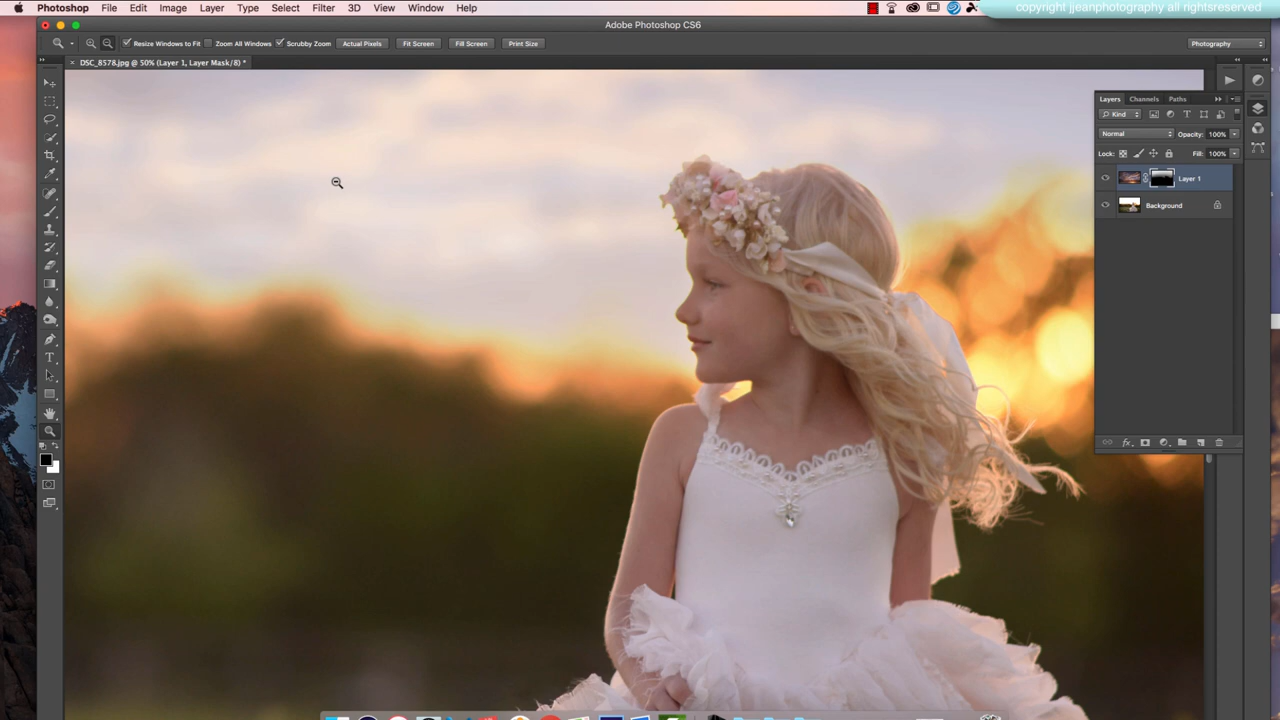 Photoshop File Edit Image Layer Type Select Filter 3D View Window Help
copyright jjeanphotography all rightsreserved
Adobe Photoshop CS6
Resize Windows to Fit Zoom All Windows Scrubby Zoom Actual Pixels Fit Screen Fill Screen Print Size Photography
DSC_8578.jpg @ 50% (Layer 1, Layer Mask/8) *
Layers Channels Paths
Kind
Normal Opacity: 100%
Lock: Fill: 100%
Layer 1
Background